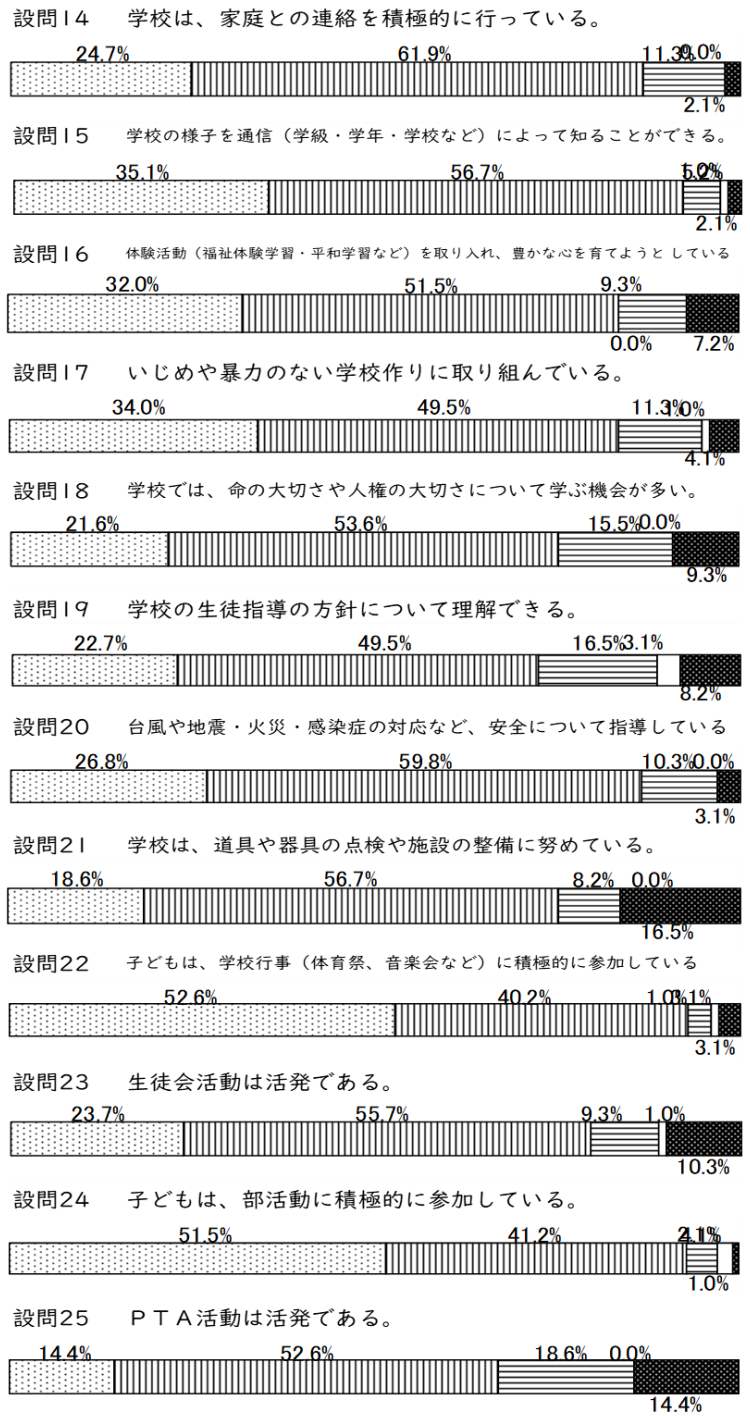 設問14　学校は、家庭との連絡を積極的に行っている。
24.7%　61.9%　11.3%　0.0%
2.1%
設問15　学校の様子を通信（学級・学年・学校など）によって知ることができる。
35.1%　56.7%　5.2%　1.0%
2.1%
設問16　体験活動（福祉体験学習・平和学習など）を取り入れ、豊かな心を育てようと している
32.0%　51.5%　9.3%
0.0%　7.2%
設問17　いじめや暴力のない学校作りに取り組んでいる。
34.0%　49.5%　11.3%　1.0%
4.1%
設問18　学校では、命の大切さや人権の大切さについて学ぶ機会が多い。
21.6%　53.6%　15.5%　0.0%
9.3%
設問19　学校の生徒指導の方針について理解できる。
22.7%　49.5%　16.5%　3.1%
8.2%
設問20　台風や地震・火災・感染症の対応など、安全について指導している
26.8%　59.8%　10.3%　0.0%
3.1%
設問21　学校は、道具や器具の点検や施設の整備に努めている。
18.6%　56.7%　8.2%　0.0%
16.5%
設問22　子どもは、学校行事（体育祭、音楽会など）に積極的に参加している
52.6%　40.2%　1.0%　3.1%
3.1%
設問23　生徒会活動は活発である。
23.7%　55.7%　9.3%　1.0%
10.3%
設問24　子どもは、部活動に積極的に参加している。
51.5%　41.2%　4.1%　2.1%
1.0%
設問25　ＰＴＡ活動は活発である。
14.4%　52.6%　18.6%　0.0%
14.4%